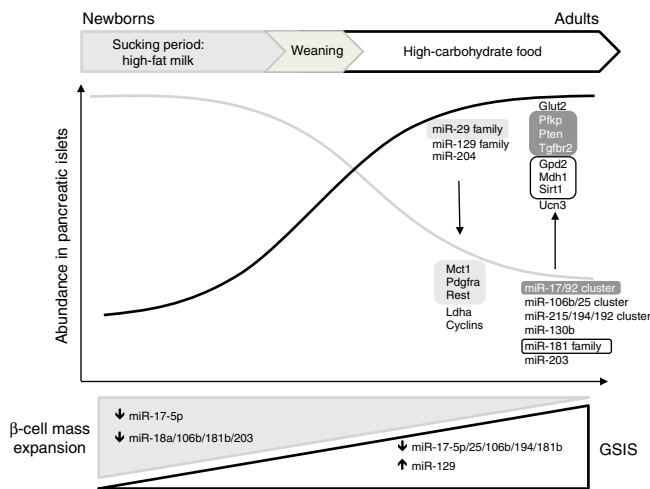 Newborns
Adults
Sucking period:
high-fat milk
Weaning
High-carbohydrate food
Abundance in pancreatic islets
miR-29 family
miR-129 family
miR-204
Glut2
Pfkp
Pten
Tgfbr2
Gpd2
Mdh1
Sirt1
Ucn3
Mct1
Pdgfra
Rest
Ldha
Cyclins
miR-17/92 cluster
miR-106b/25 cluster
miR-215/194/192 cluster
miR-130b
miR-181 family
miR-203
β-cell mass
expansion
miR-17-5p
miR-18a/106b/181b/203
miR-17-5p/25/106b/194/181b
miR-129
GSIS